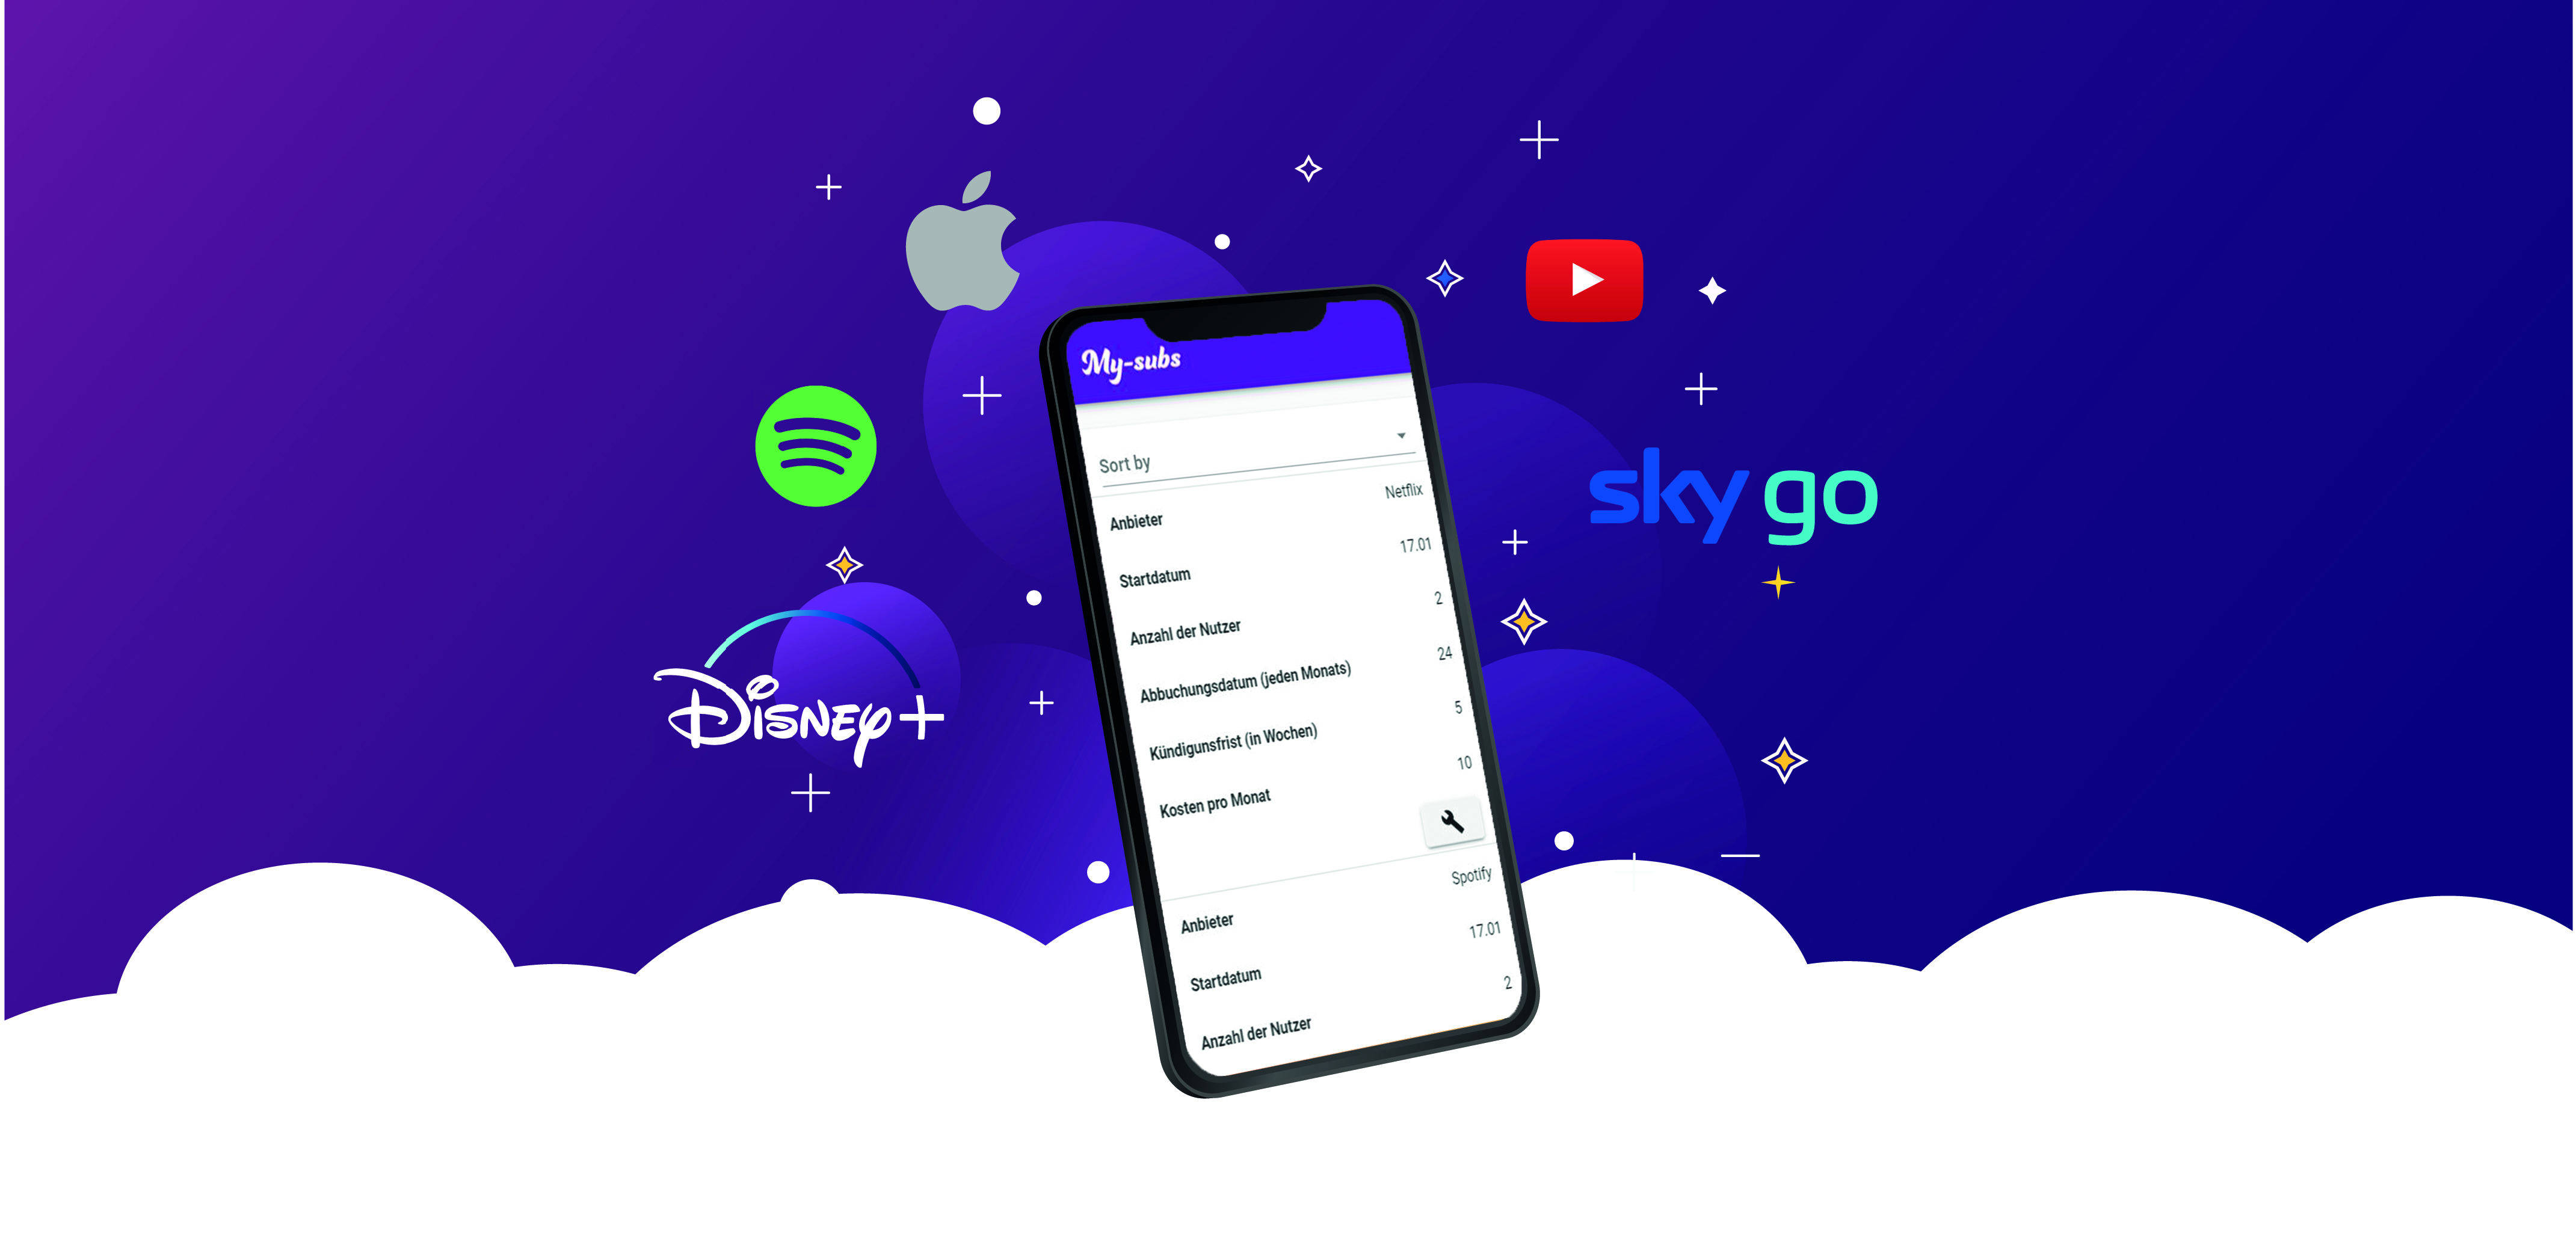 My-subs
Sort by
Anbieter Netflix
Startdatum 17.01
Anzahl der Nutzer 2
Abbuchungsdatum (jeden Monats) 24
Kündigunsfrist (in Wochen) 5
Kosten pro Monat 10
Anbieter Spotify
Startdatum 17.01
Anzahl der Nutzer 2
Disney+
sky go